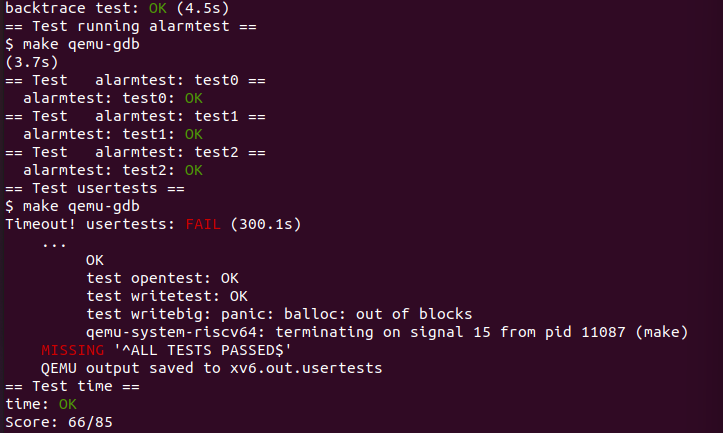 backtrace test: OK (4.5s)
== Test running alarmtest ==
$ make qemu-gdb
(3.7s)
== Test   alarmtest: test0 ==
  alarmtest: test0: OK
== Test   alarmtest: test1 ==
  alarmtest: test1: OK
== Test   alarmtest: test2 ==
  alarmtest: test2: OK
== Test usertests ==
$ make qemu-gdb
Timeout! usertests: FAIL (300.1s)
    ...
         OK
         test opentest: OK
         test writetest: OK
         test writebig: panic: balloc: out of blocks
         qemu-system-riscv64: terminating on signal 15 from pid 11087 (make)
    MISSING '^ALL TESTS PASSED$'
    QEMU output saved to xv6.out.usertests
== Test time ==
time: OK
Score: 66/85